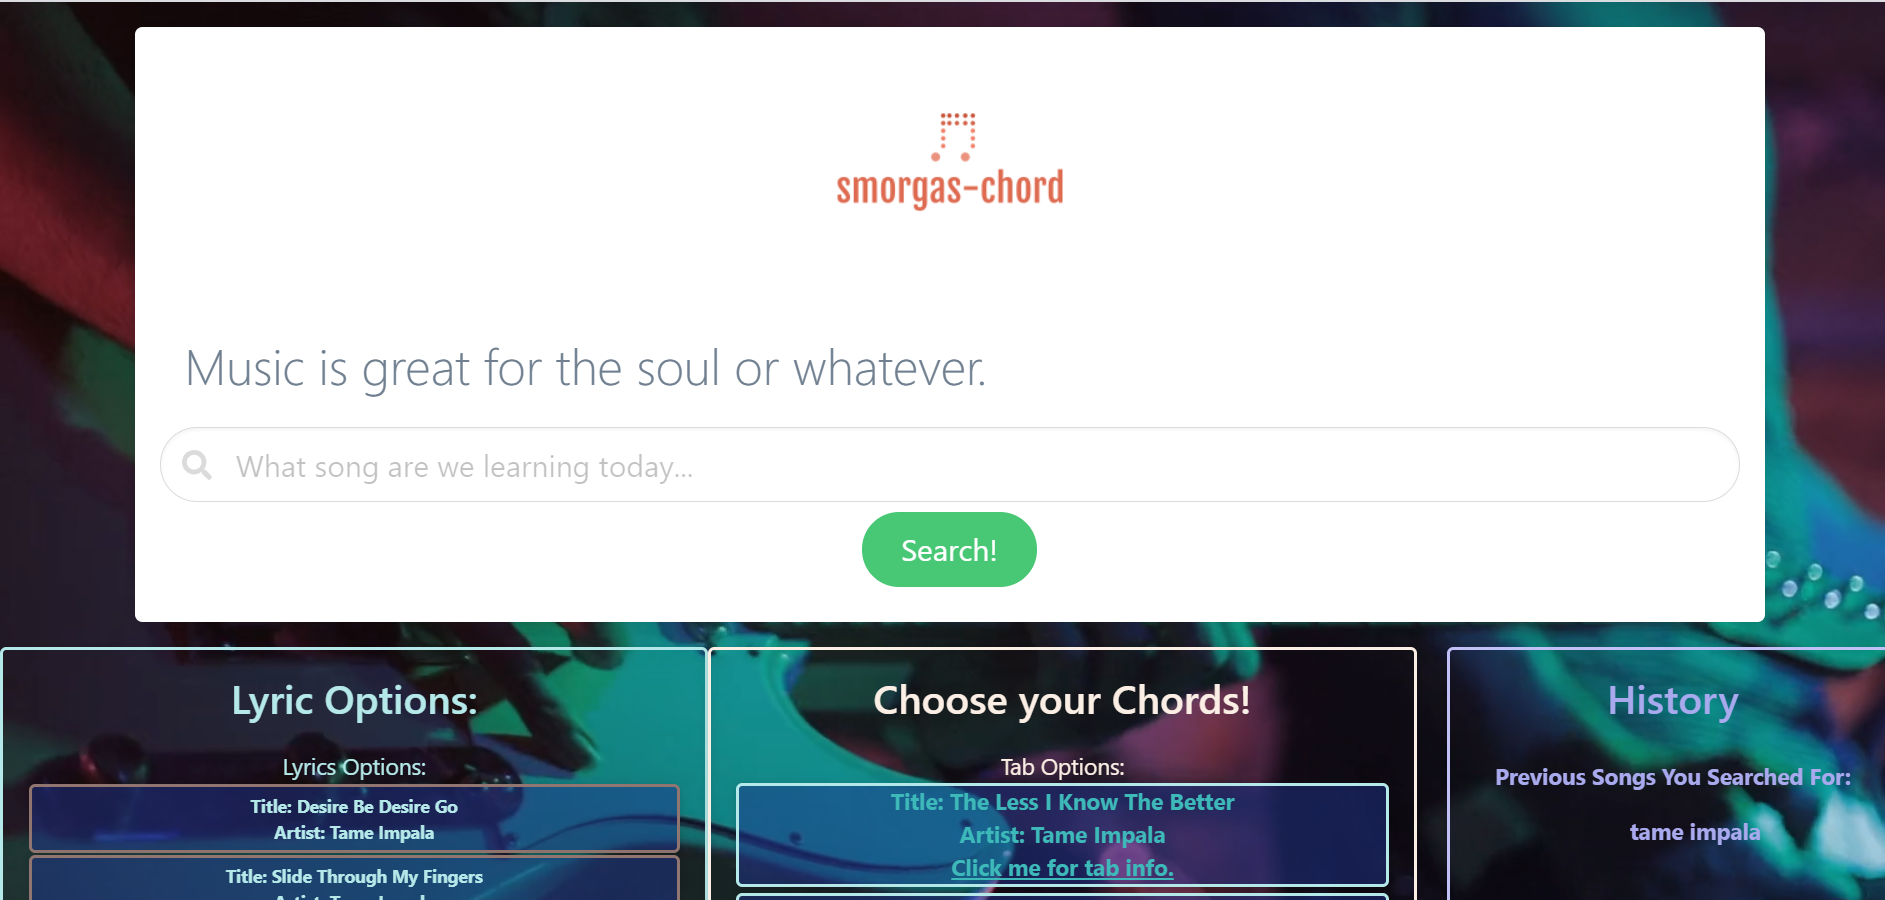 smorgas-chord
Music is great for the soul or whatever.
What song are we learning today...
Search!
Lyric Options:
Lyrics Options:
Title: Desire Be Desire Go
Artist: Tame Impala
Title: Slide Through My Fingers
Choose your Chords!
Tab Options:
Title: The Less I Know The Better
Artist: Tame Impala
Click me for tab info.
History
Previous Songs You Searched For:
tame impala